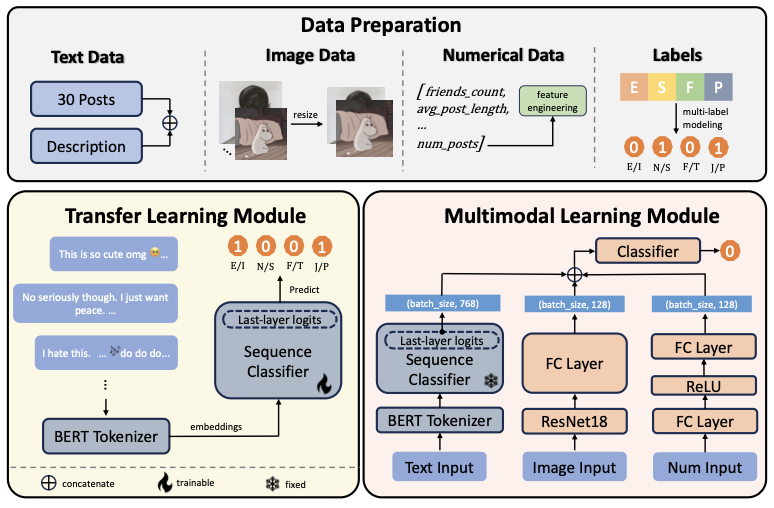 Data Preparation
Text Data
Image Data
Numerical Data
Labels
30 Posts
Description
resize
[ friends_count,
avg_post_length,
...
num_posts]
feature
engineering
E S F P
multi-label
modeling
0 1 0 1
E/I N/S F/T J/P
Transfer Learning Module
This is so cute omg ...
No seriously though. I just want
peace. ...
I hate this. ... do do do...
BERT Tokenizer
embeddings
1 0 0 1
E/I N/S F/T J/P
Predict
Last-layer logits
Sequence
Classifier
concatenate
trainable
fixed
Multimodal Learning Module
Classifier
0
(batch_size, 768)
(batch_size, 128)
(batch_size, 128)
Last-layer logits
Sequence
Classifier
FC Layer
FC Layer
ReLU
BERT Tokenizer
ResNet18
FC Layer
Text Input
Image Input
Num Input